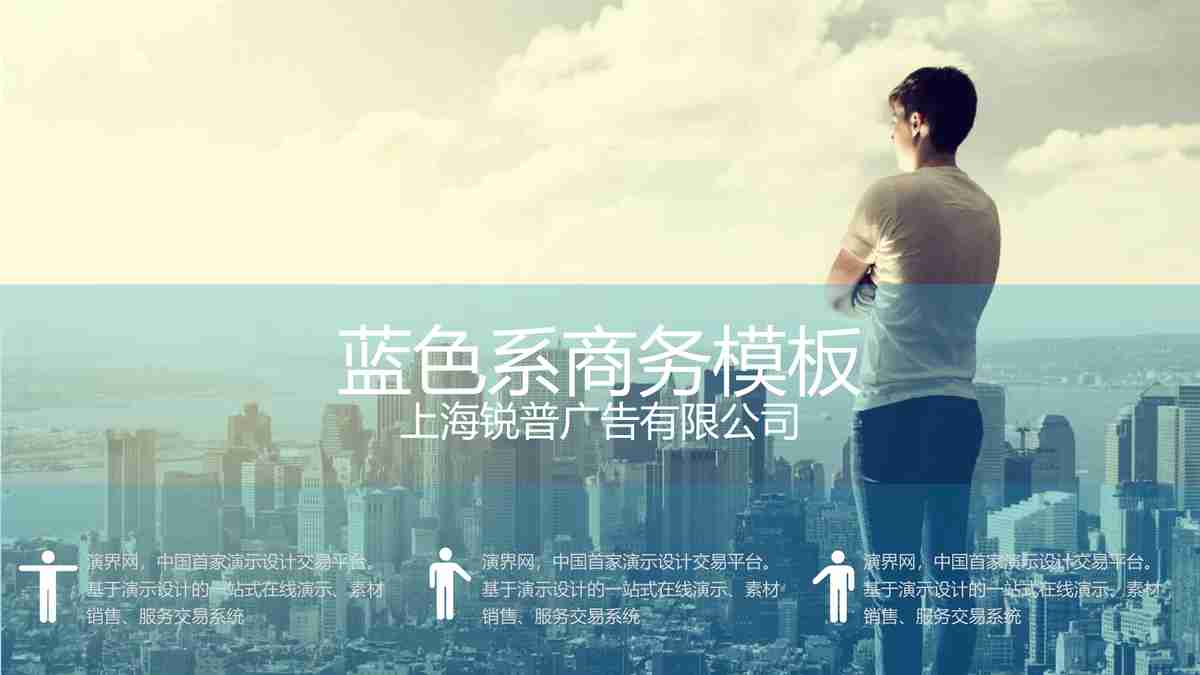 蓝色系商务模板
上海锐普广告有限公司
演界网，中国首家演示设计交易平台。
基于演示设计的一站式在线演示、素材
销售、服务交易系统
演界网，中国首家演示设计交易平台。
基于演示设计的一站式在线演示、素材
销售、服务交易系统
演界网，中国首家演示设计交易平台。
基于演示设计的一站式在线演示、素材
销售、服务交易系统